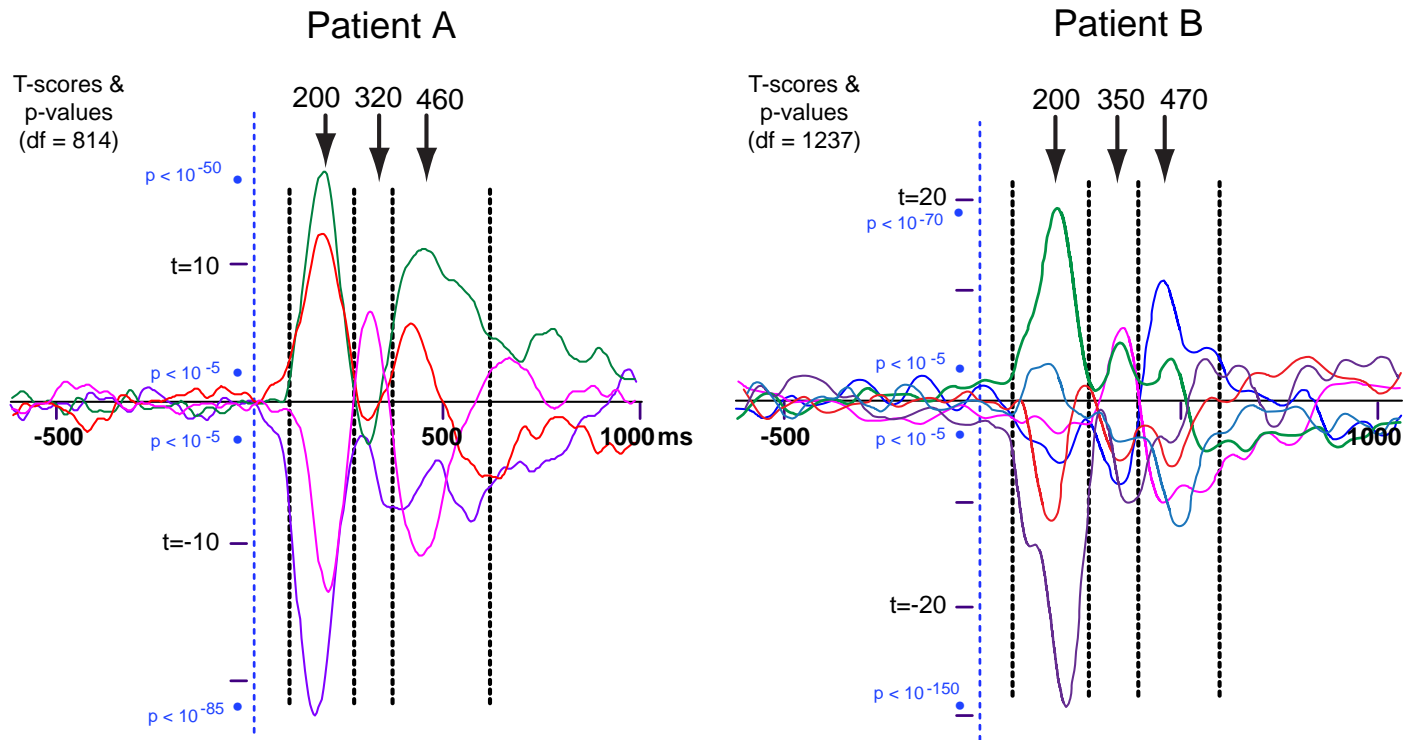 Patient A
T-scores &
p-values
(df = 814)
200 320 460
p < 10-50
t=10
p < 10-5
-500 500 1000 ms
p < 10-5
t=-10
p < 10-85
Patient B
T-scores &
p-values
(df = 1237)
200 350 470
t=20
p < 10-70
p < 10-5
-500 1000
p < 10-5
t=-20
p < 10-150